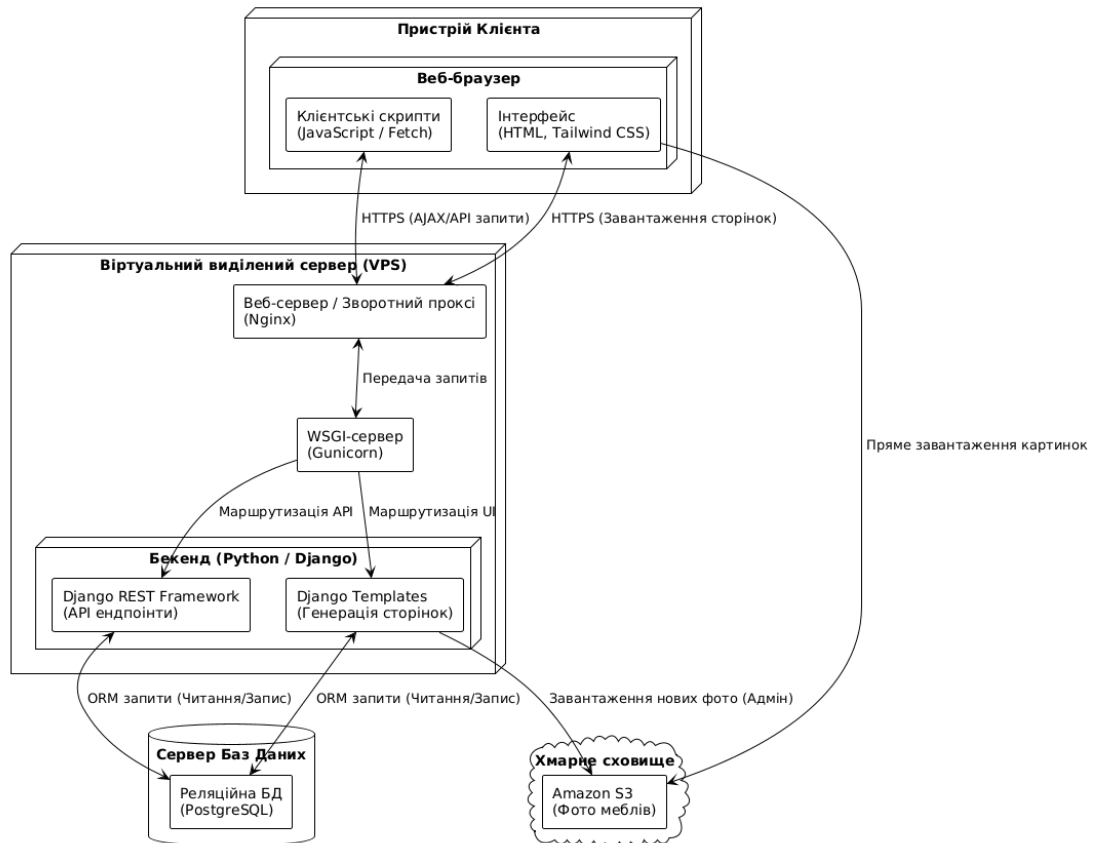 Пристрій Клієнта
Веб-браузер
Клієнтські скрипти
(JavaScript / Fetch)
Інтерфейс
(HTML, Tailwind CSS)
HTTPS (AJAX/API запити)
HTTPS (Завантаження сторінок)
Віртуальний виділений сервер (VPS)
Веб-сервер / Зворотний проксі
(Nginx)
Передача запитів
WSGI-сервер
(Gunicorn)
Пряме завантаження картинок
Маршрутизація API
Маршрутизація UI
Бекенд (Python / Django)
Django REST Framework
(API ендпоінти)
Django Templates
(Генерація сторінок)
ORM запити (Читання/Запис)
ORM запити (Читання/Запис)
Завантаження нових фото (Адмін)
Сервер Баз Даних
Реляційна БД
(PostgreSQL)
Хмарне сховище
Amazon S3
(Фото меблів)